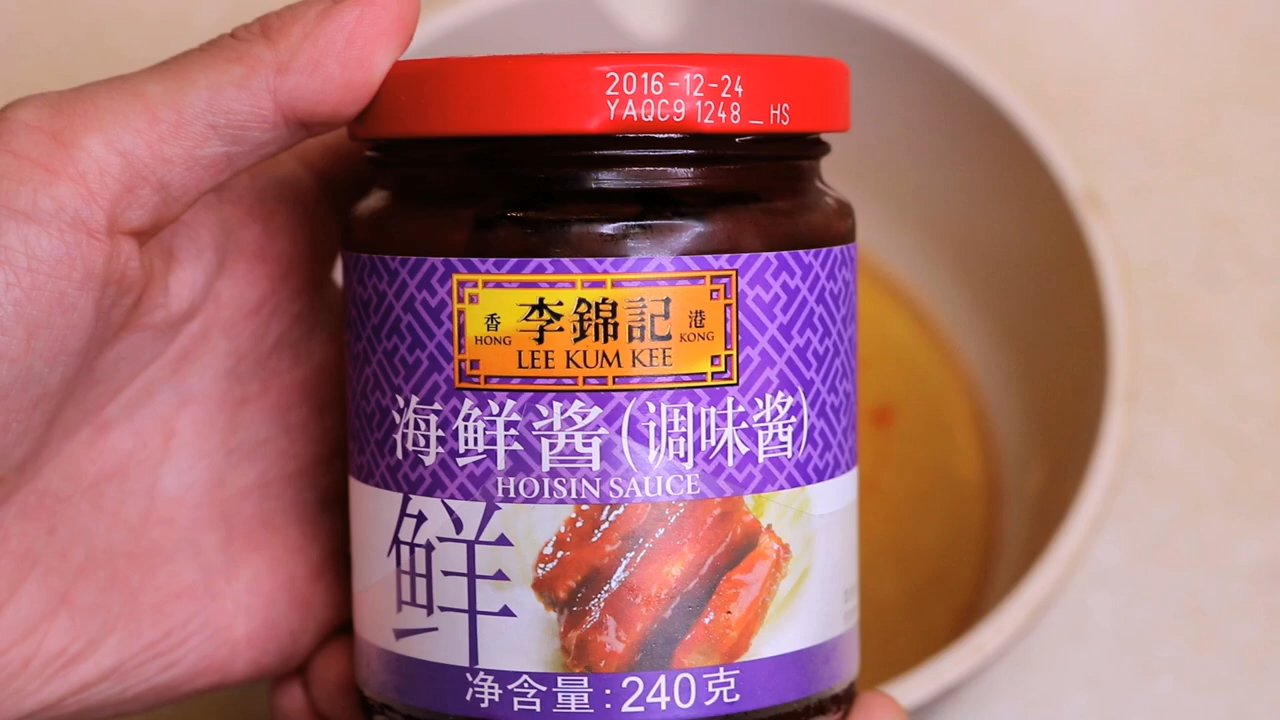 2016-12-24
YAQC9 1248 _ HS
香 李錦記 港
HONG LEE KUM KEE KONG
海鲜酱(调味酱)
HOISIN SAUCE
鲜
净含量:240克